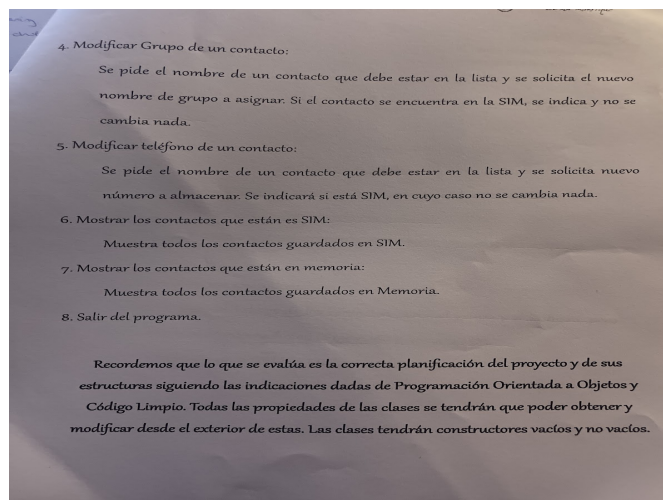 4. Modificar Grupo de un contacto:
Se pide el nombre de un contacto que debe estar en la lista y se solicita el nuevo
nombre de grupo a asignar. Si el contacto se encuentra en la SIM, se indica y no se
cambia nada.
5. Modificar teléfono de un contacto:
Se pide el nombre de un contacto que debe estar en la lista y se solicita nuevo
número a almacenar. Se indicará si está SIM, en cuyo caso no se cambia nada.
6. Mostrar los contactos que están es SIM:
Muestra todos los contactos guardados en SIM.
7. Mostrar los contactos que están en memoria:
Muestra todos los contactos guardados en Memoria.
8. Salir del programa.
Recordemos que lo que se evalúa es la correcta planificación del proyecto y de sus
estructuras siguiendo las indicaciones dadas de Programación Orientada a Objetos y
Código Limpio. Todas las propiedades de las clases se tendrán que poder obtener y
modificar desde el exterior de estas. Las clases tendrán constructores vacíos y no vacíos.